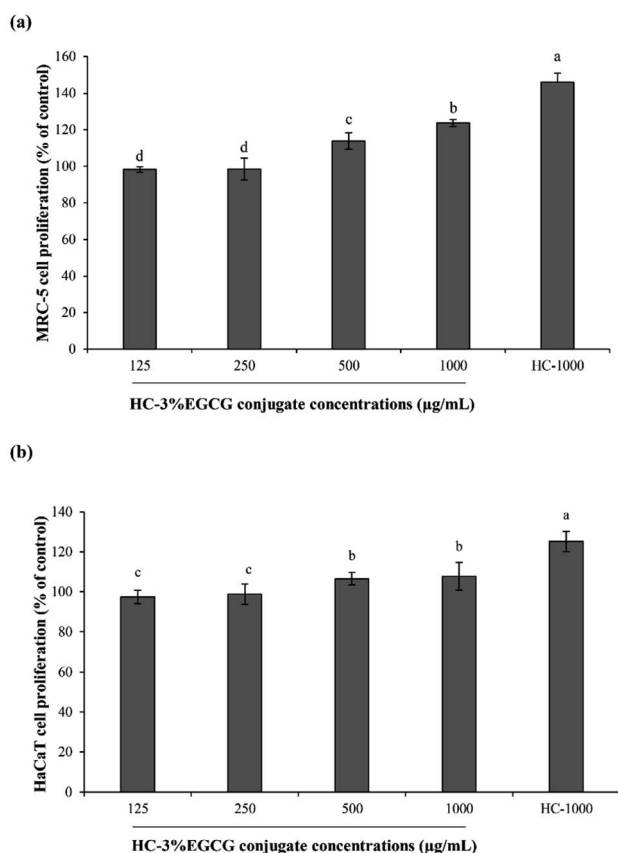 (a)
160
140
120
100
80
60
40
20
0
MRC-5 cell proliferation (% of control)
d
d
c
b
a
125 250 500 1000 HC-1000
HC-3%EGCG conjugate concentrations (µg/mL)
(b)
140
120
100
80
60
40
20
0
HaCaT cell proliferation (% of control)
c
c
b
b
a
125 250 500 1000 HC-1000
HC-3%EGCG conjugate concentrations (µg/mL)